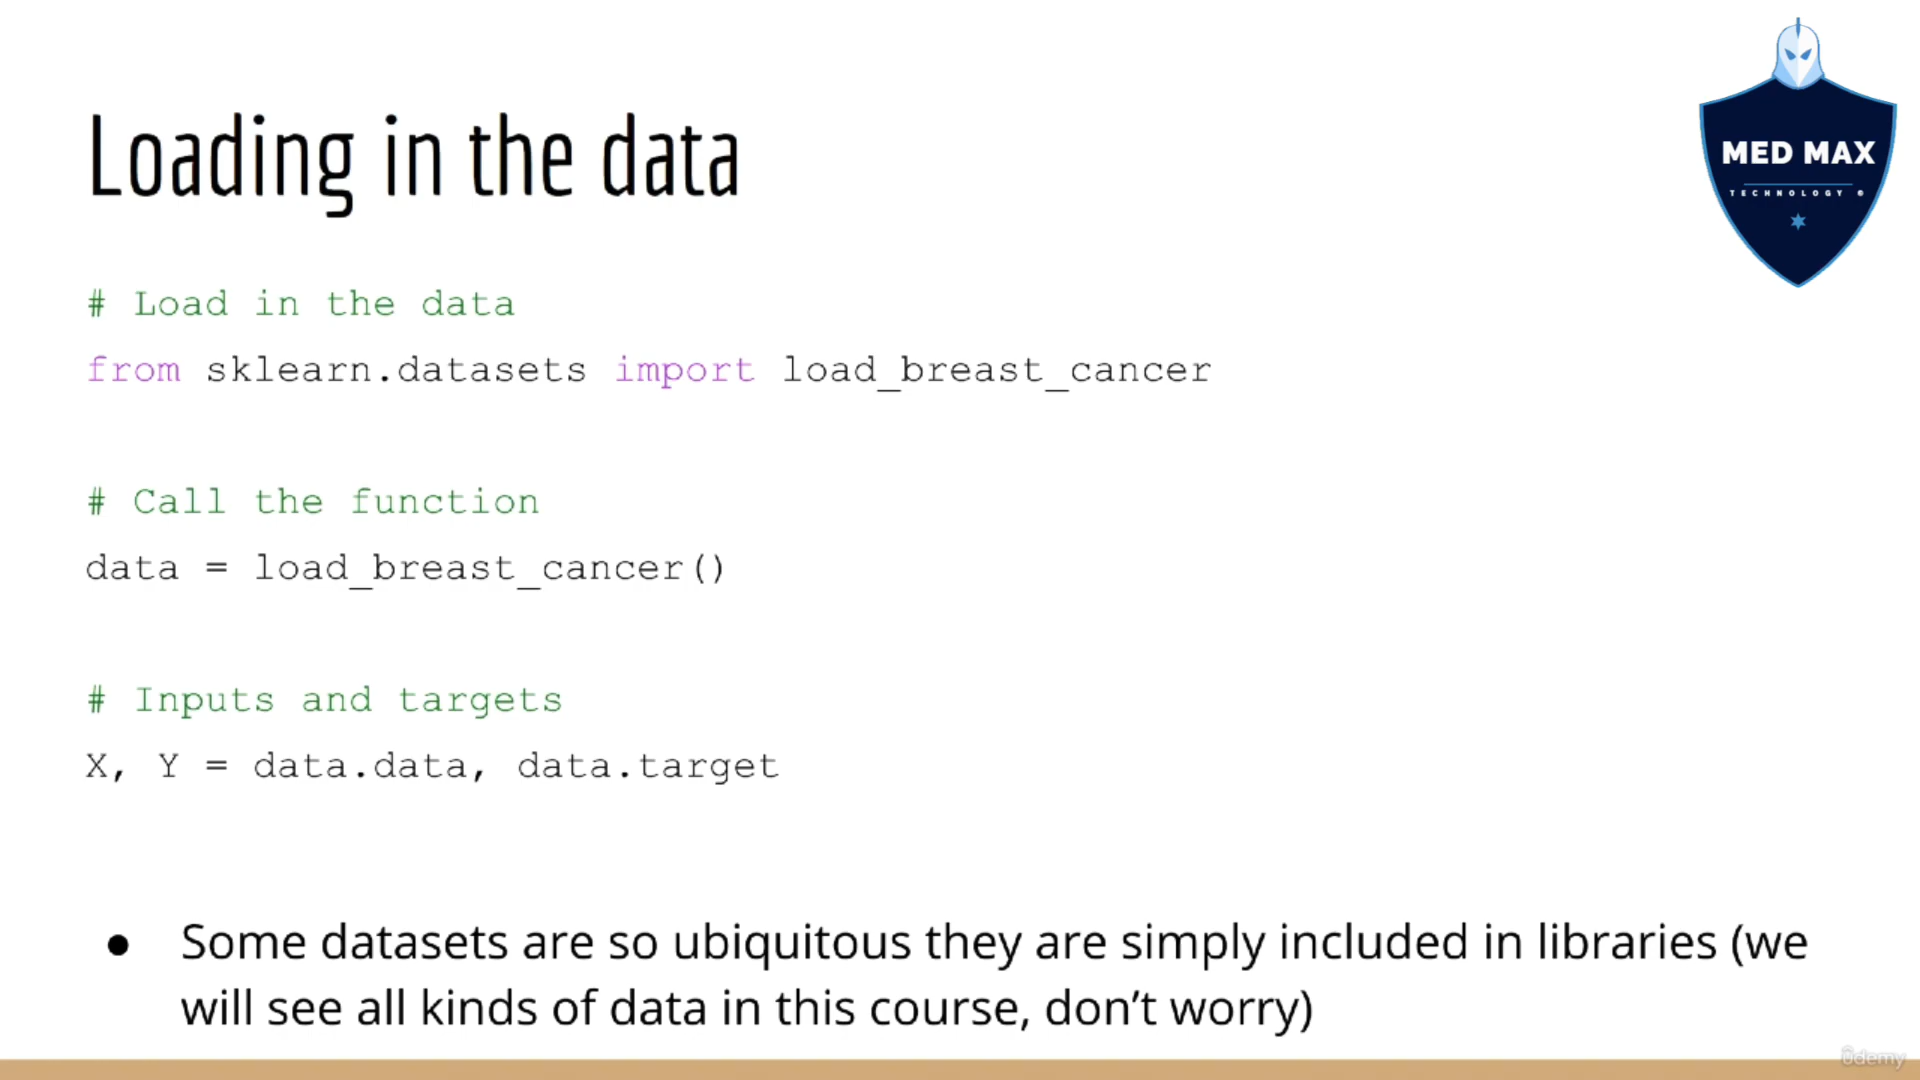 MED MAX
TECHNOLOGY ®
Loading in the data
# Load in the data
from sklearn.datasets import load_breast_cancer
# Call the function
data = load_breast_cancer()
# Inputs and targets
X, Y = data.data, data.target
● Some datasets are so ubiquitous they are simply included in libraries (we
will see all kinds of data in this course, don’t worry)
ûdemy